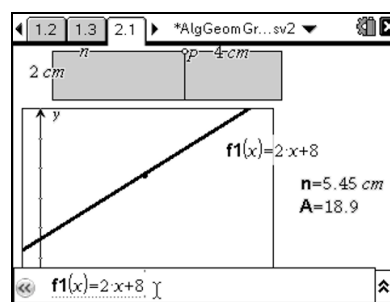 1.2 1.3 2.1 *AlgGeomGr...sv2
n p 4 cm
2 cm
y
f1(x)=2·x+8
n=5.45 cm
A=18.9
f1(x)=2·x+8